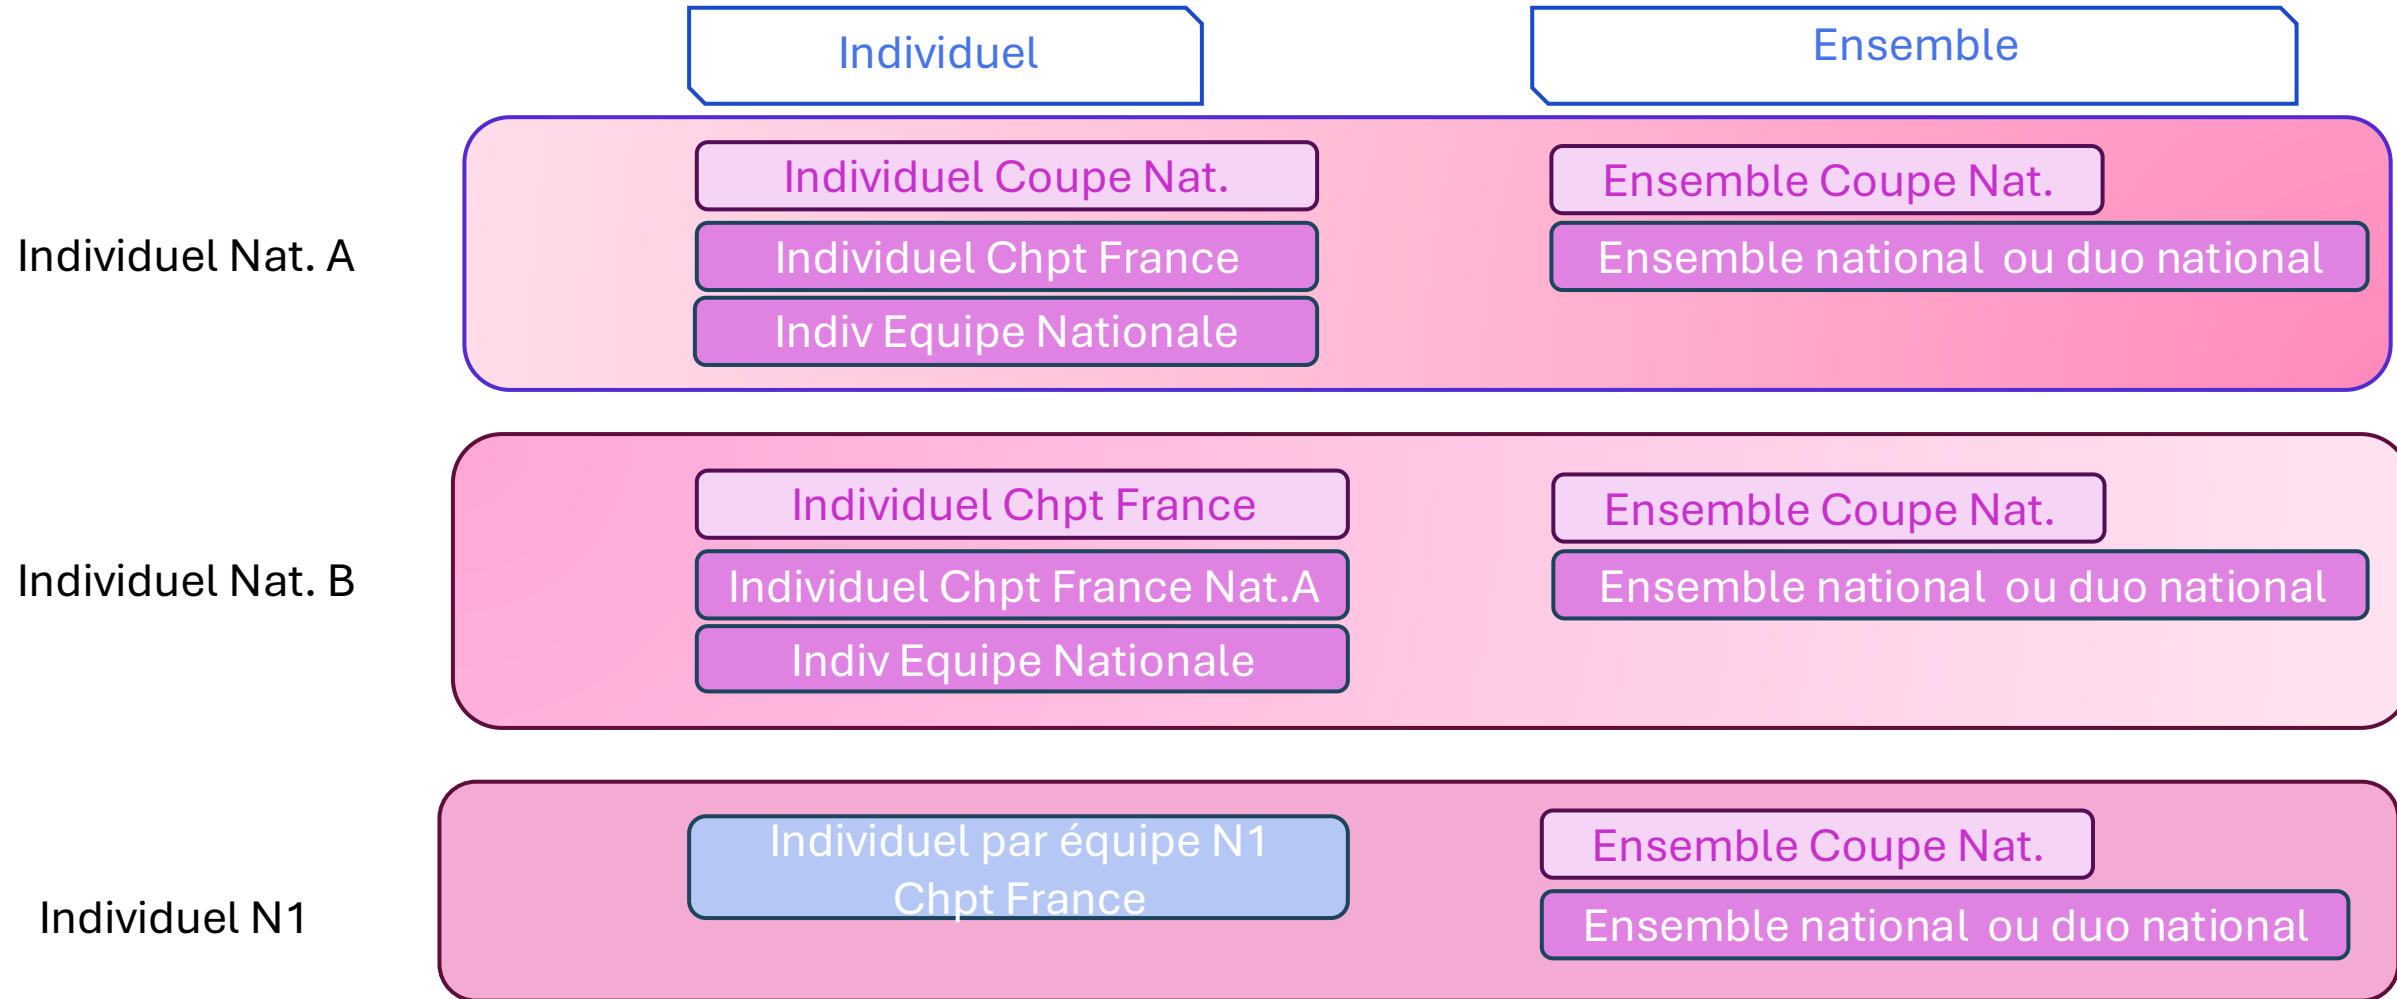 Individuel
Ensemble
Individuel Nat. A
Individuel Coupe Nat.
Individuel Chpt France
Indiv Equipe Nationale
Ensemble Coupe Nat.
Ensemble national ou duo national
Individuel Nat. B
Individuel Chpt France
Individuel Chpt France Nat.A
Indiv Equipe Nationale
Ensemble Coupe Nat.
Ensemble national ou duo national
Individuel N1
Individuel par équipe N1
Chpt France
Ensemble Coupe Nat.
Ensemble national ou duo national